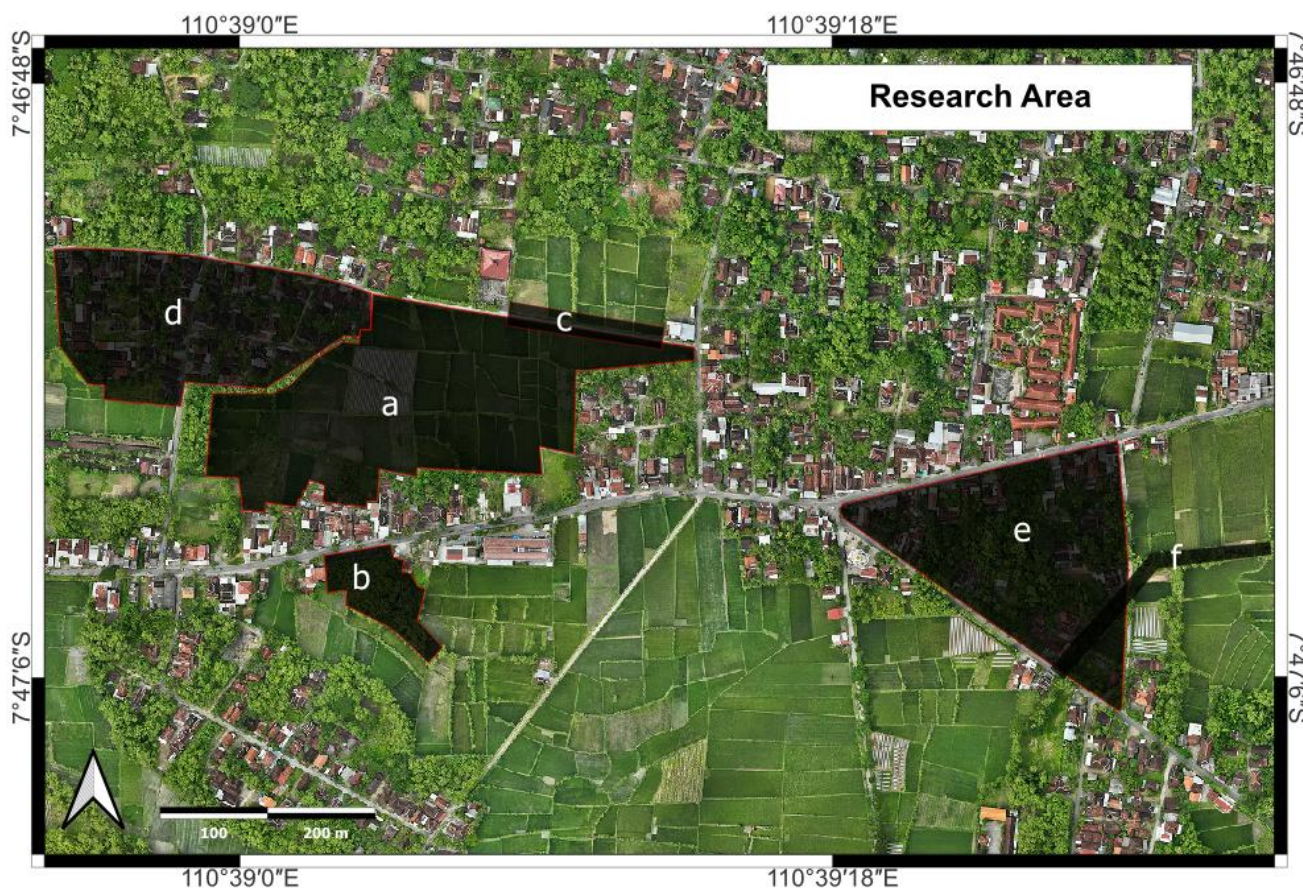 110°39′0″E 110°39′18″E
7°46′48″S 7°46′48″S
Research Area
d
c
a
e
f
b
7°47′6″S 7°47′6″S
100 200 m
110°39′0″E 110°39′18″E